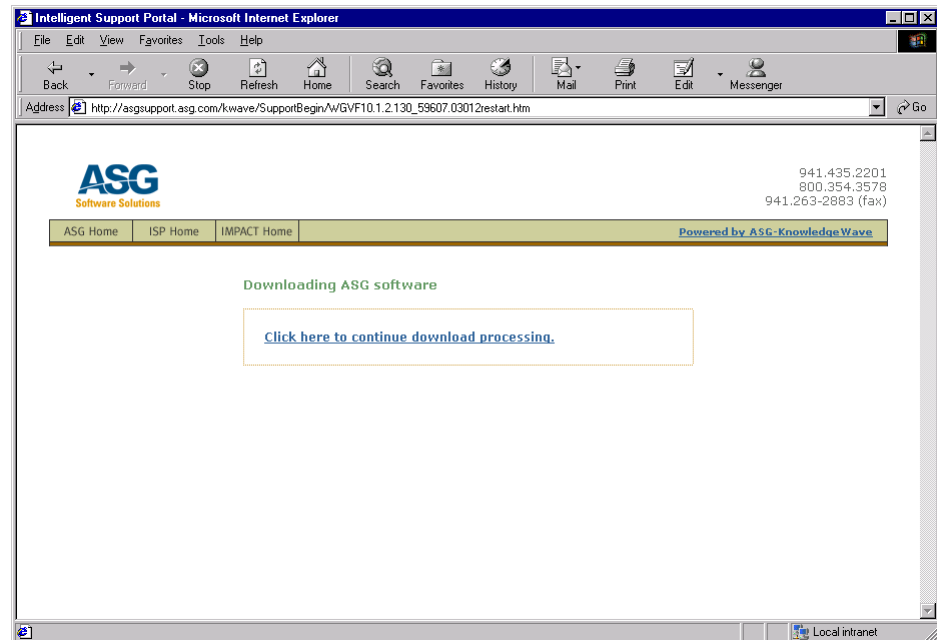 Intelligent Support Portal - Microsoft Internet Explorer
File Edit View Favorites Tools Help
Back Forward Stop Refresh Home Search Favorites History Mail Print Edit Messenger
Address http://asgsupport.asg.com/kwave/SupportBegin/WGVF10.1.2.130_59607.03012restart.htm Go
ASG
Software Solutions
941.435.2201
800.354.3578
941.263-2883 (fax)
ASG Home ISP Home IMPACT Home Powered by ASG-KnowledgeWave
Downloading ASG software
Click here to continue download processing.
Local intranet